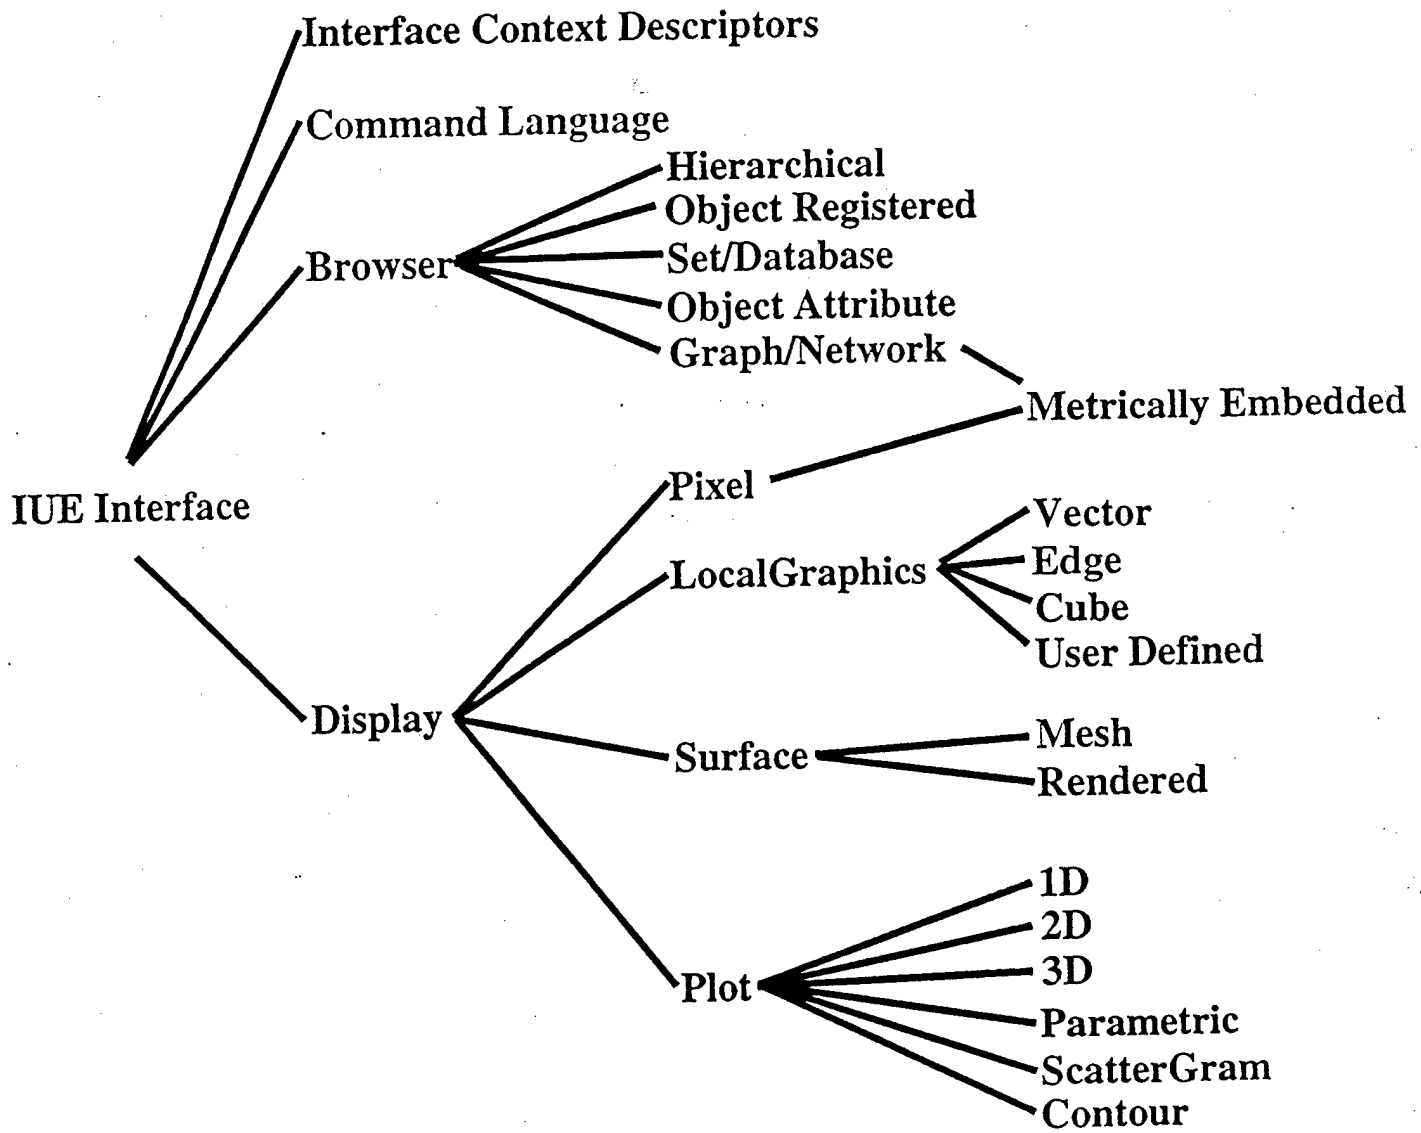 Interface Context Descriptors
Command Language
Browser
Hierarchical
Object Registered
Set/Database
Object Attribute
Graph/Network
Metrically Embedded
IUE Interface
Pixel
LocalGraphics
Vector
Edge
Cube
User Defined
Display
Surface
Mesh
Rendered
Plot
1D
2D
3D
Parametric
ScatterGram
Contour